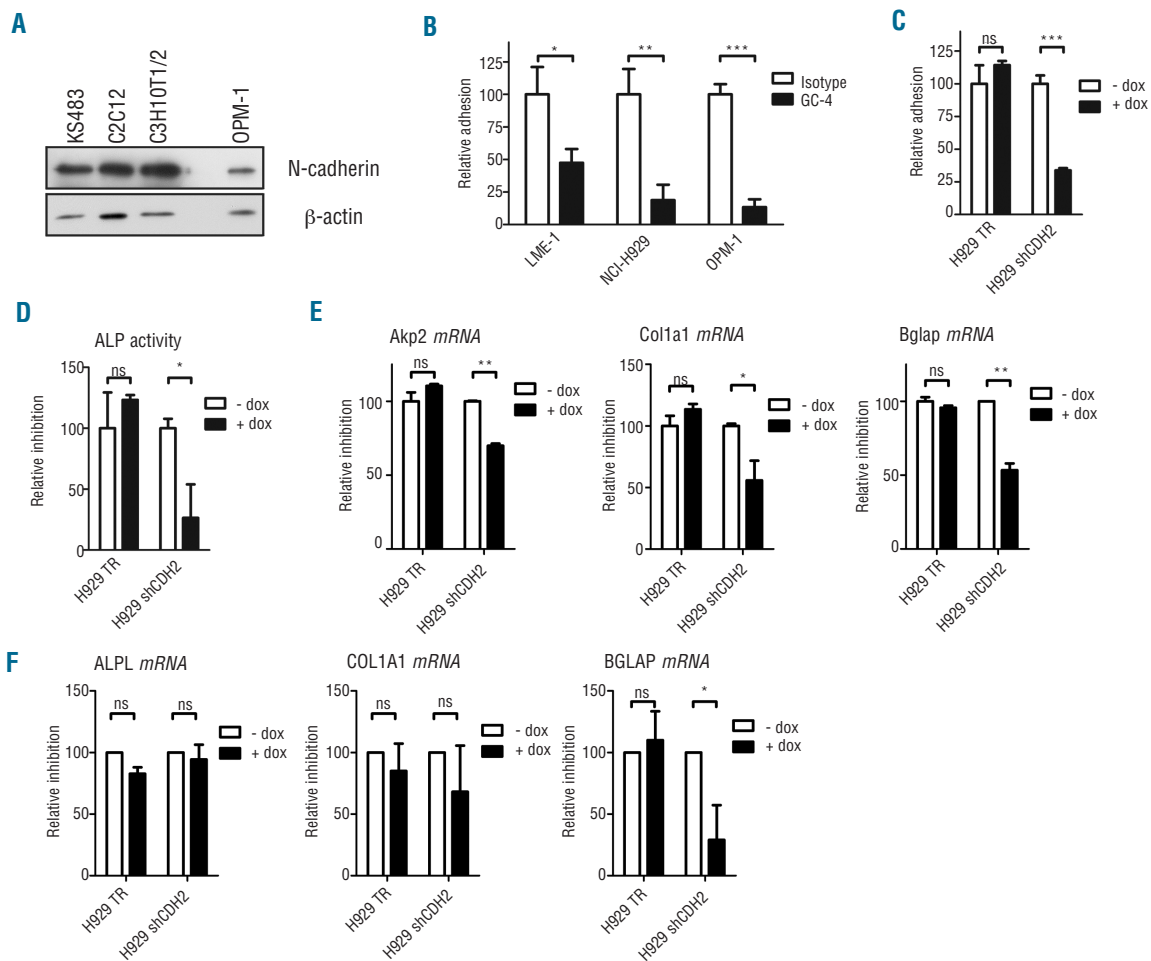 A
KS483
C2C12
C3H10T1/2
OPM-1
N-cadherin
β-actin
B
Relative adhesion
125
100
75
50
25
0
*
**
***
Isotype
GC-4
LME-1
NCI-H929
OPM-1
C
Relative adhesion
125
100
75
50
25
0
ns
***
- dox
+ dox
H929 TR
H929 shCDH2
D
ALP activity
Relative inhibition
150
100
50
0
ns
*
- dox
+ dox
H929 TR
H929 shCDH2
E
Akp2 mRNA
Relative inhibition
100
50
0
ns
**
- dox
+ dox
H929 TR
H929 shCDH2
Col1a1 mRNA
Relative inhibition
150
100
50
0
ns
*
- dox
+ dox
H929 TR
H929 shCDH2
Bglap mRNA
Relative inhibition
100
50
0
ns
**
- dox
+ dox
H929 TR
H929 shCDH2
F
ALPL mRNA
Relative inhibition
150
100
50
0
ns
ns
- dox
+ dox
H929 TR
H929 shCDH2
COL1A1 mRNA
Relative inhibition
150
100
50
0
ns
ns
- dox
+ dox
H929 TR
H929 shCDH2
BGLAP mRNA
Relative inhibition
150
100
50
0
ns
*
- dox
+ dox
H929 TR
H929 shCDH2